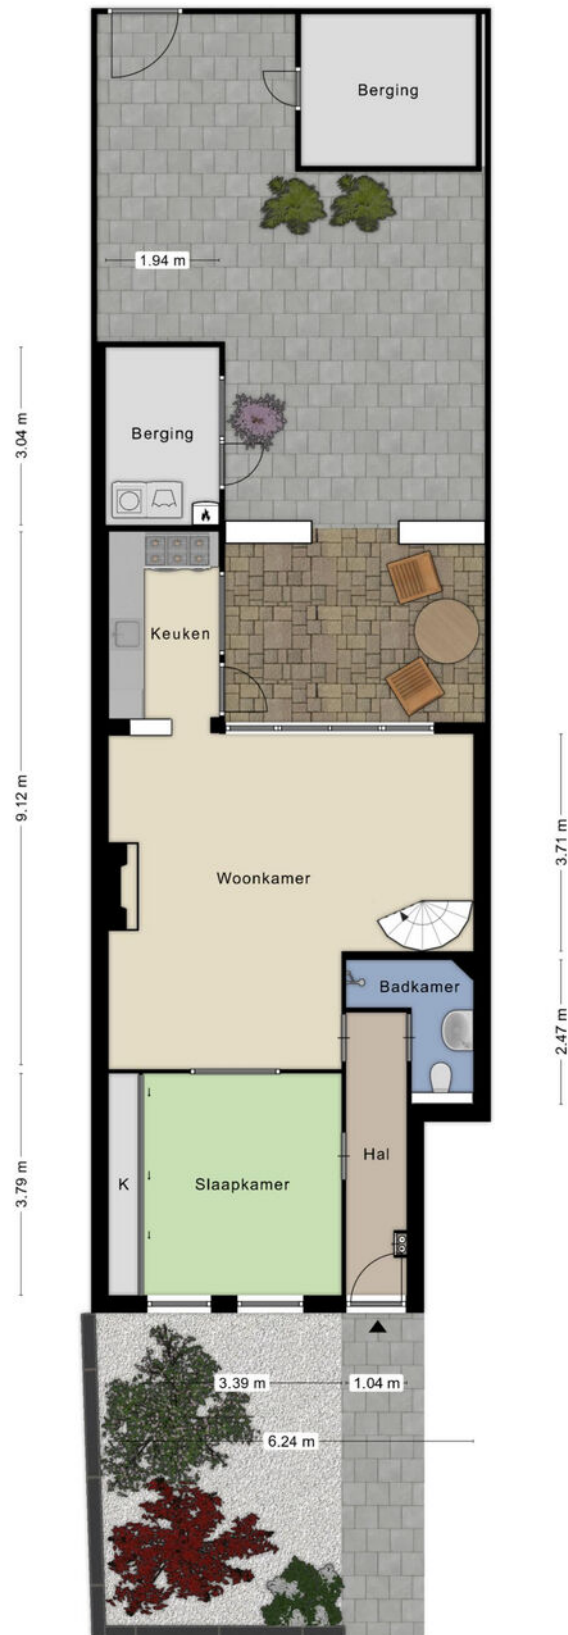 Berging
1.94 m
3.04 m
Berging
Keuken
9.12 m
3.71 m
Woonkamer
Badkamer
2.47 m
Hal
3.79 m
K
Slaapkamer
3.39 m
1.04 m
6.24 m